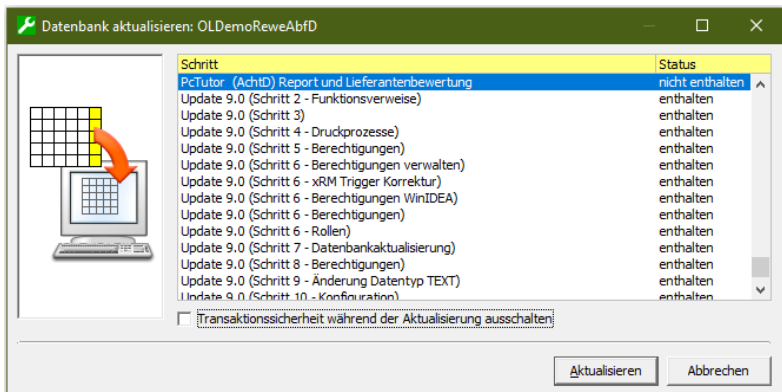 Datenbank aktualisieren: OLDemoReweAbfD
Schritt Status
PcTutor (AchtD) Report und Lieferantenbewertung nicht enthalten
Update 9.0 (Schritt 2 - Funktionsverweise) enthalten
Update 9.0 (Schritt 3) enthalten
Update 9.0 (Schritt 4 - Druckprozesse) enthalten
Update 9.0 (Schritt 5 - Berechtigungen) enthalten
Update 9.0 (Schritt 6 - Berechtigungen verwalten) enthalten
Update 9.0 (Schritt 6 - xRM Trigger Korrektur) enthalten
Update 9.0 (Schritt 6 - Berechtigungen WinIDEA) enthalten
Update 9.0 (Schritt 6 - Berechtigungen) enthalten
Update 9.0 (Schritt 6 - Rollen) enthalten
Update 9.0 (Schritt 7 - Datenbankaktualisierung) enthalten
Update 9.0 (Schritt 8 - Berechtigungen) enthalten
Update 9.0 (Schritt 9 - Änderung Datentyp TEXT) enthalten
Update 9.0 (Schritt 10 - Konfiguration) enthalten
Transaktionssicherheit während der Aktualisierung ausschalten
Aktualisieren Abbrechen